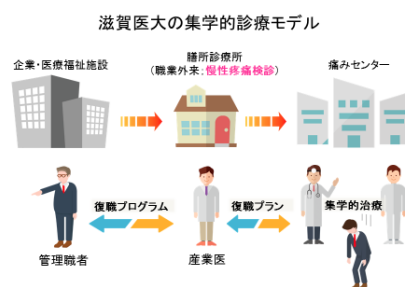 滋賀医大の集学的診療モデル
企業・医療福祉施設
膳所診療所
(職業外来:慢性疼痛検診)
痛みセンター
復職プログラム
復職プラン
集学的治療
管理職者
産業医